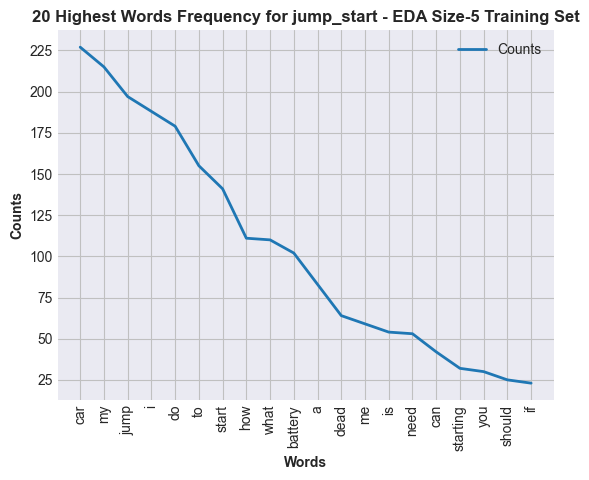 20 Highest Words Frequency for jump_start - EDA Size-5 Training Set
Counts
225
200
175
150
125
100
75
50
25
Counts
car
my
jump
i
do
to
start
how
what
battery
a
dead
me
is
need
can
starting
you
should
if
Words